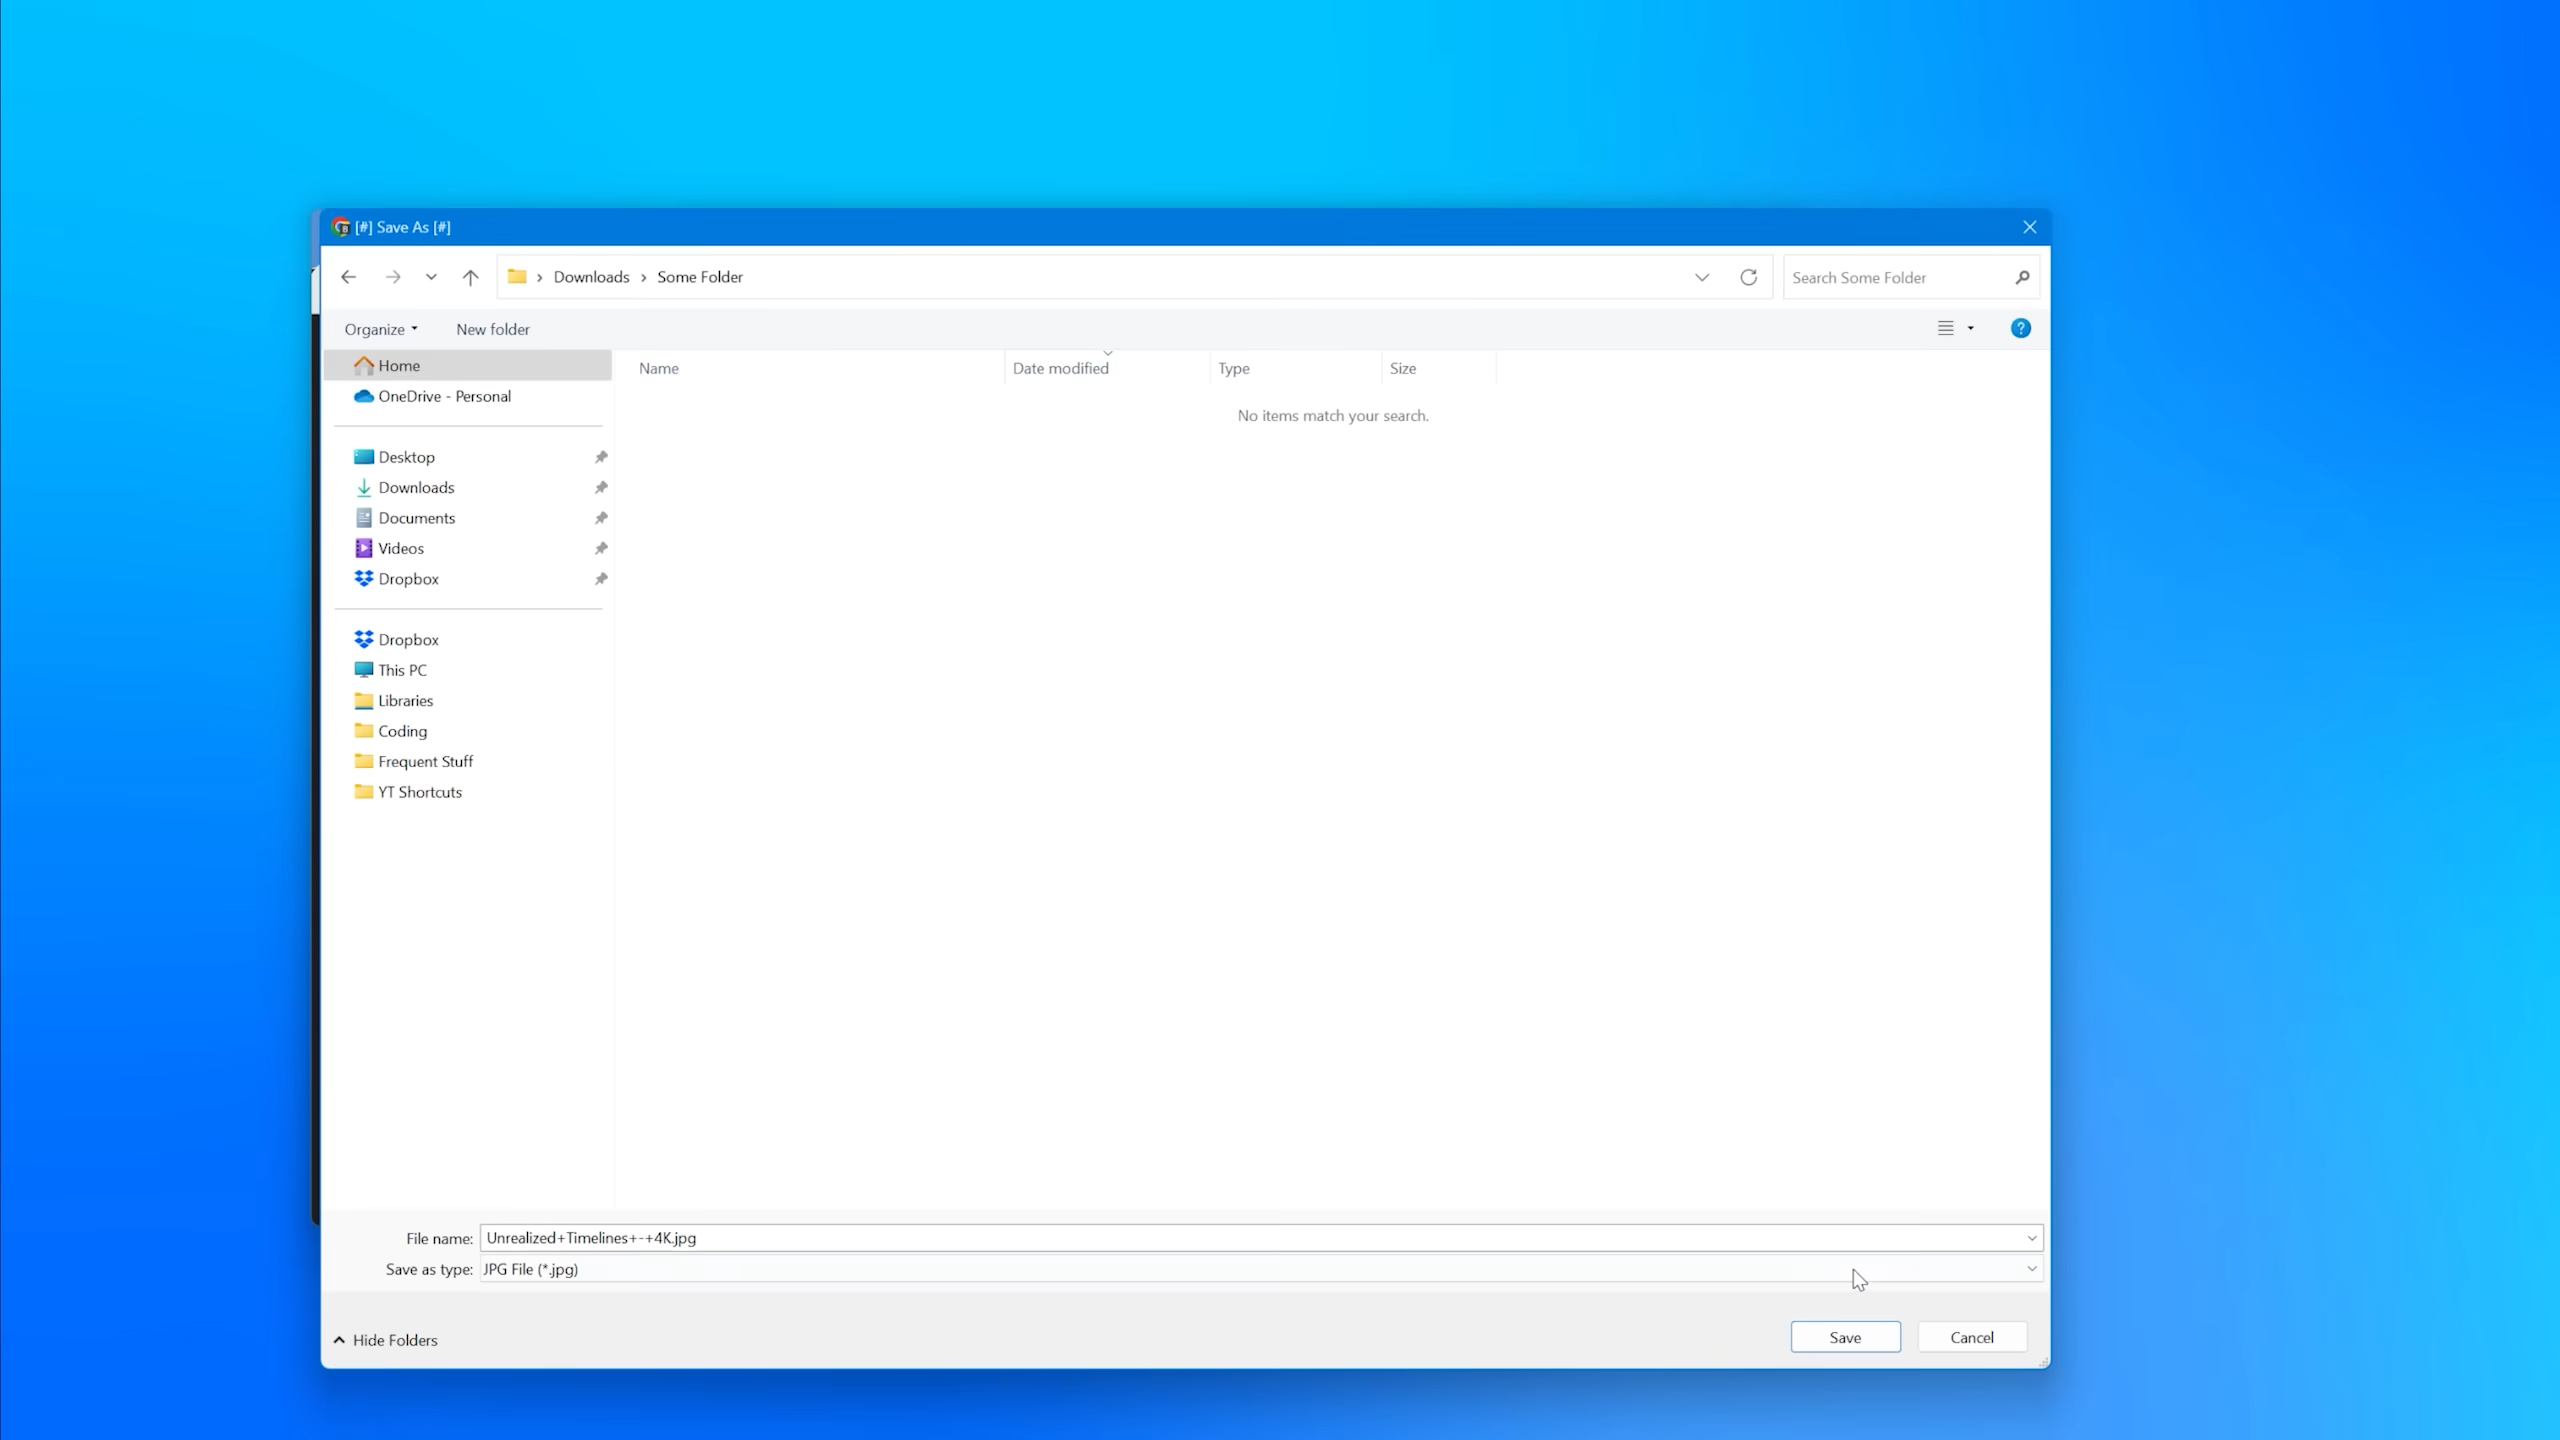 [#] Save As [#]
Downloads > Some Folder
Search Some Folder
Organize
New folder
?
Home
OneDrive - Personal
Desktop
Downloads
Documents
Videos
Dropbox
Dropbox
This PC
Libraries
Coding
Frequent Stuff
YT Shortcuts
Name
Date modified
Type
Size
No items match your search.
File name: Unrealized+Timelines+-+4K.jpg
Save as type: JPG File (*.jpg)
Hide Folders
Save
Cancel